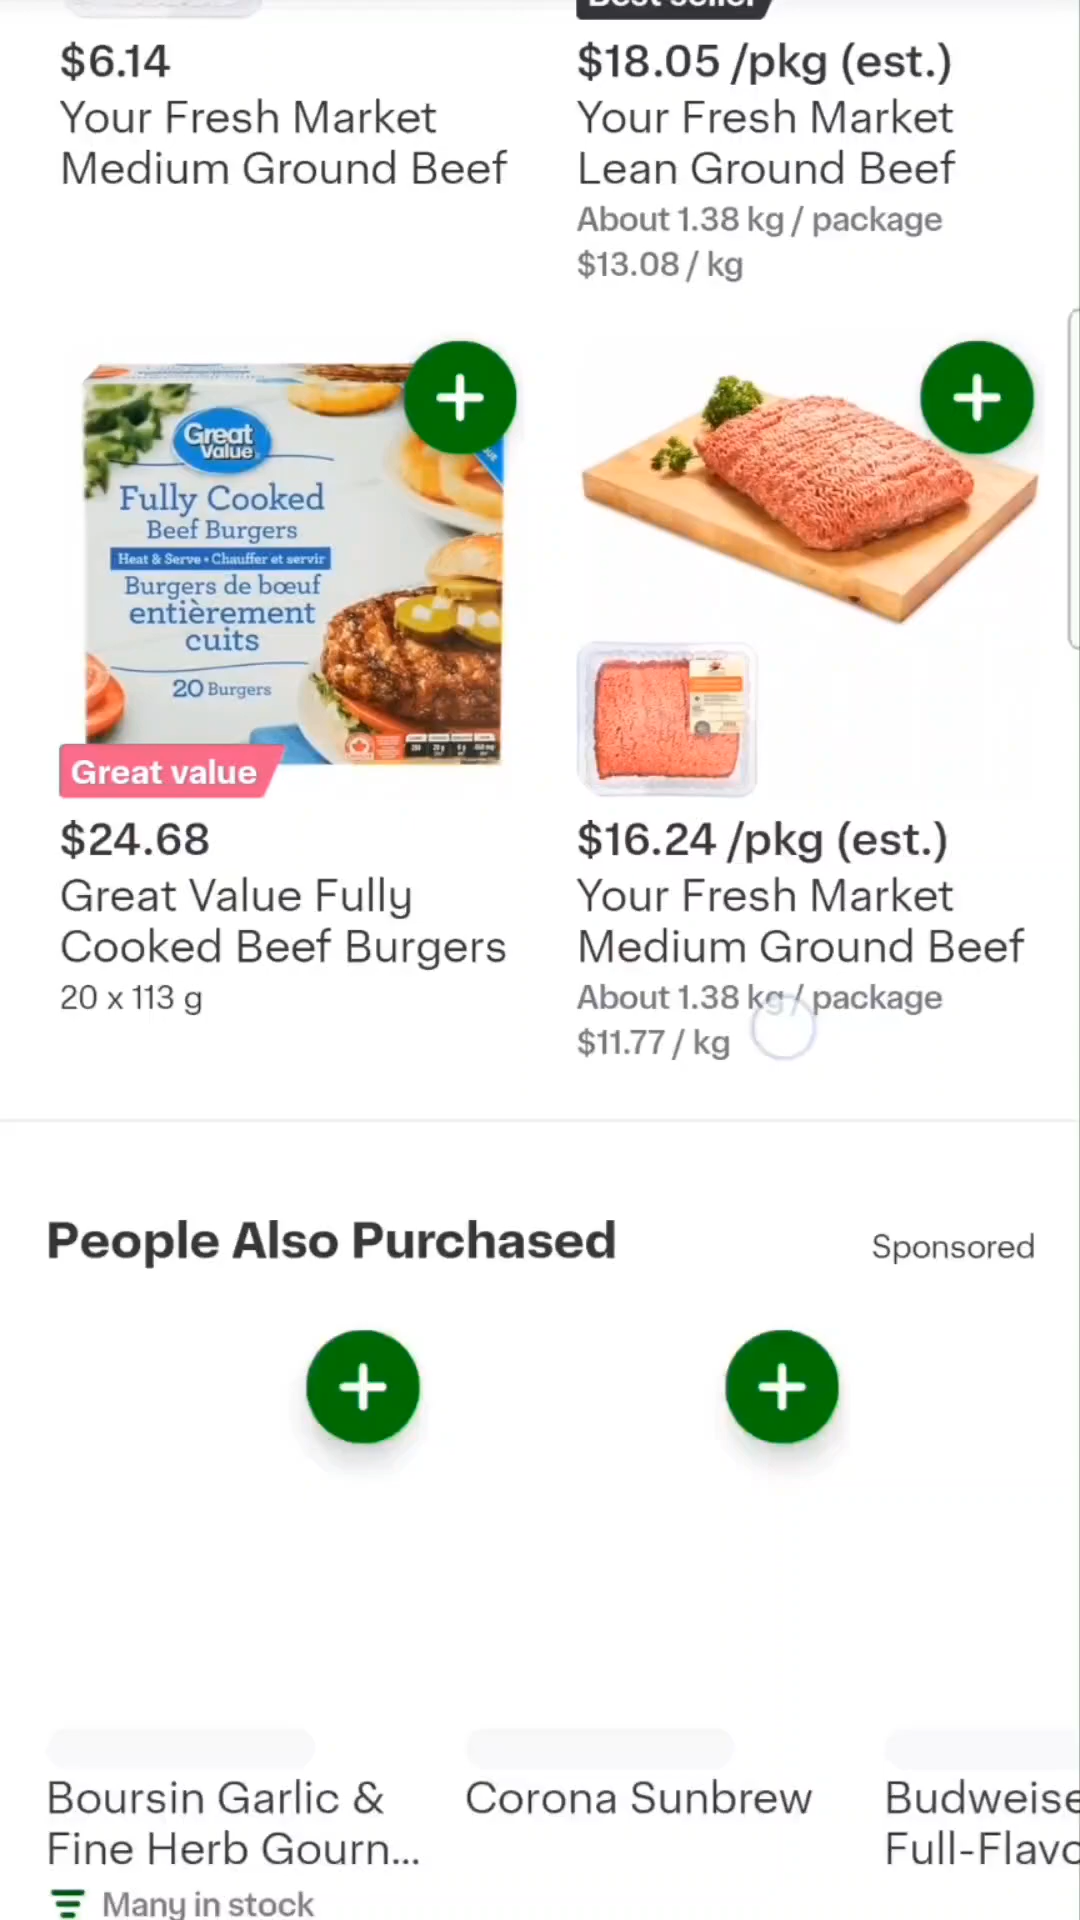 Best seller
$6.14
Your Fresh Market
Medium Ground Beef
$18.05 /pkg (est.)
Your Fresh Market
Lean Ground Beef
About 1.38 kg / package
$13.08 / kg
Great
Value
Fully Cooked
Beef Burgers
Heat & Serve • Chauffer et servir
Burgers de bœuf
entièrement
cuits
20 Burgers
Great value
$24.68
Great Value Fully
Cooked Beef Burgers
20 x 113 g
$16.24 /pkg (est.)
Your Fresh Market
Medium Ground Beef
About 1.38 kg / package
$11.77 / kg
People Also Purchased
Sponsored
Boursin Garlic &
Fine Herb Gourn...
Many in stock
Corona Sunbrew
Budweise
Full-Flavo